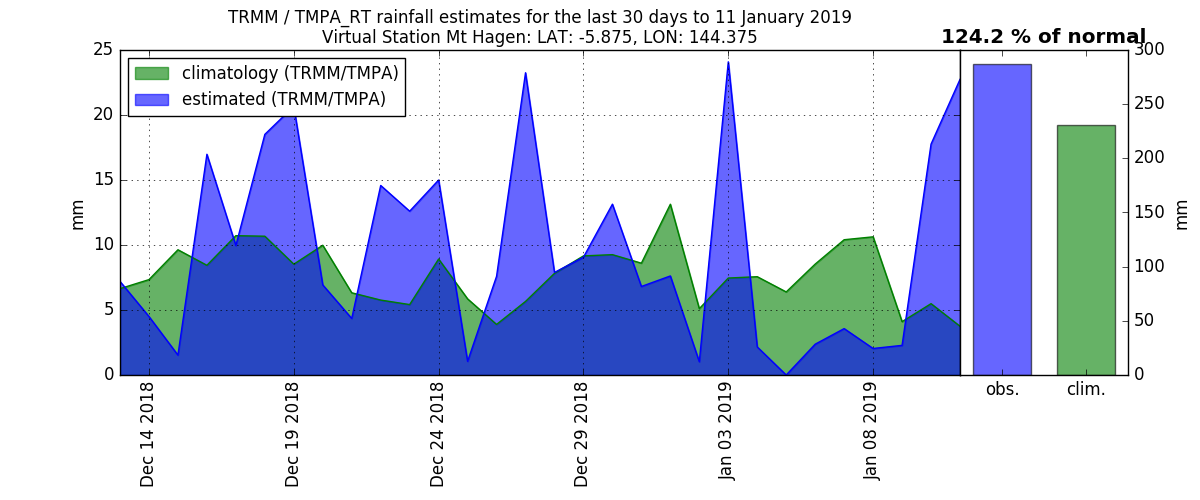 TRMM / TMPA_RT rainfall estimates for the last 30 days to 11 January 2019
Virtual Station Mt Hagen: LAT: -5.875, LON: 144.375
124.2 % of normal
climatology (TRMM/TMPA)
estimated (TRMM/TMPA)
25
20
15
10
5
0
mm
300
250
200
150
100
50
0
mm
Dec 14 2018
Dec 19 2018
Dec 24 2018
Dec 29 2018
Jan 03 2019
Jan 08 2019
obs.
clim.